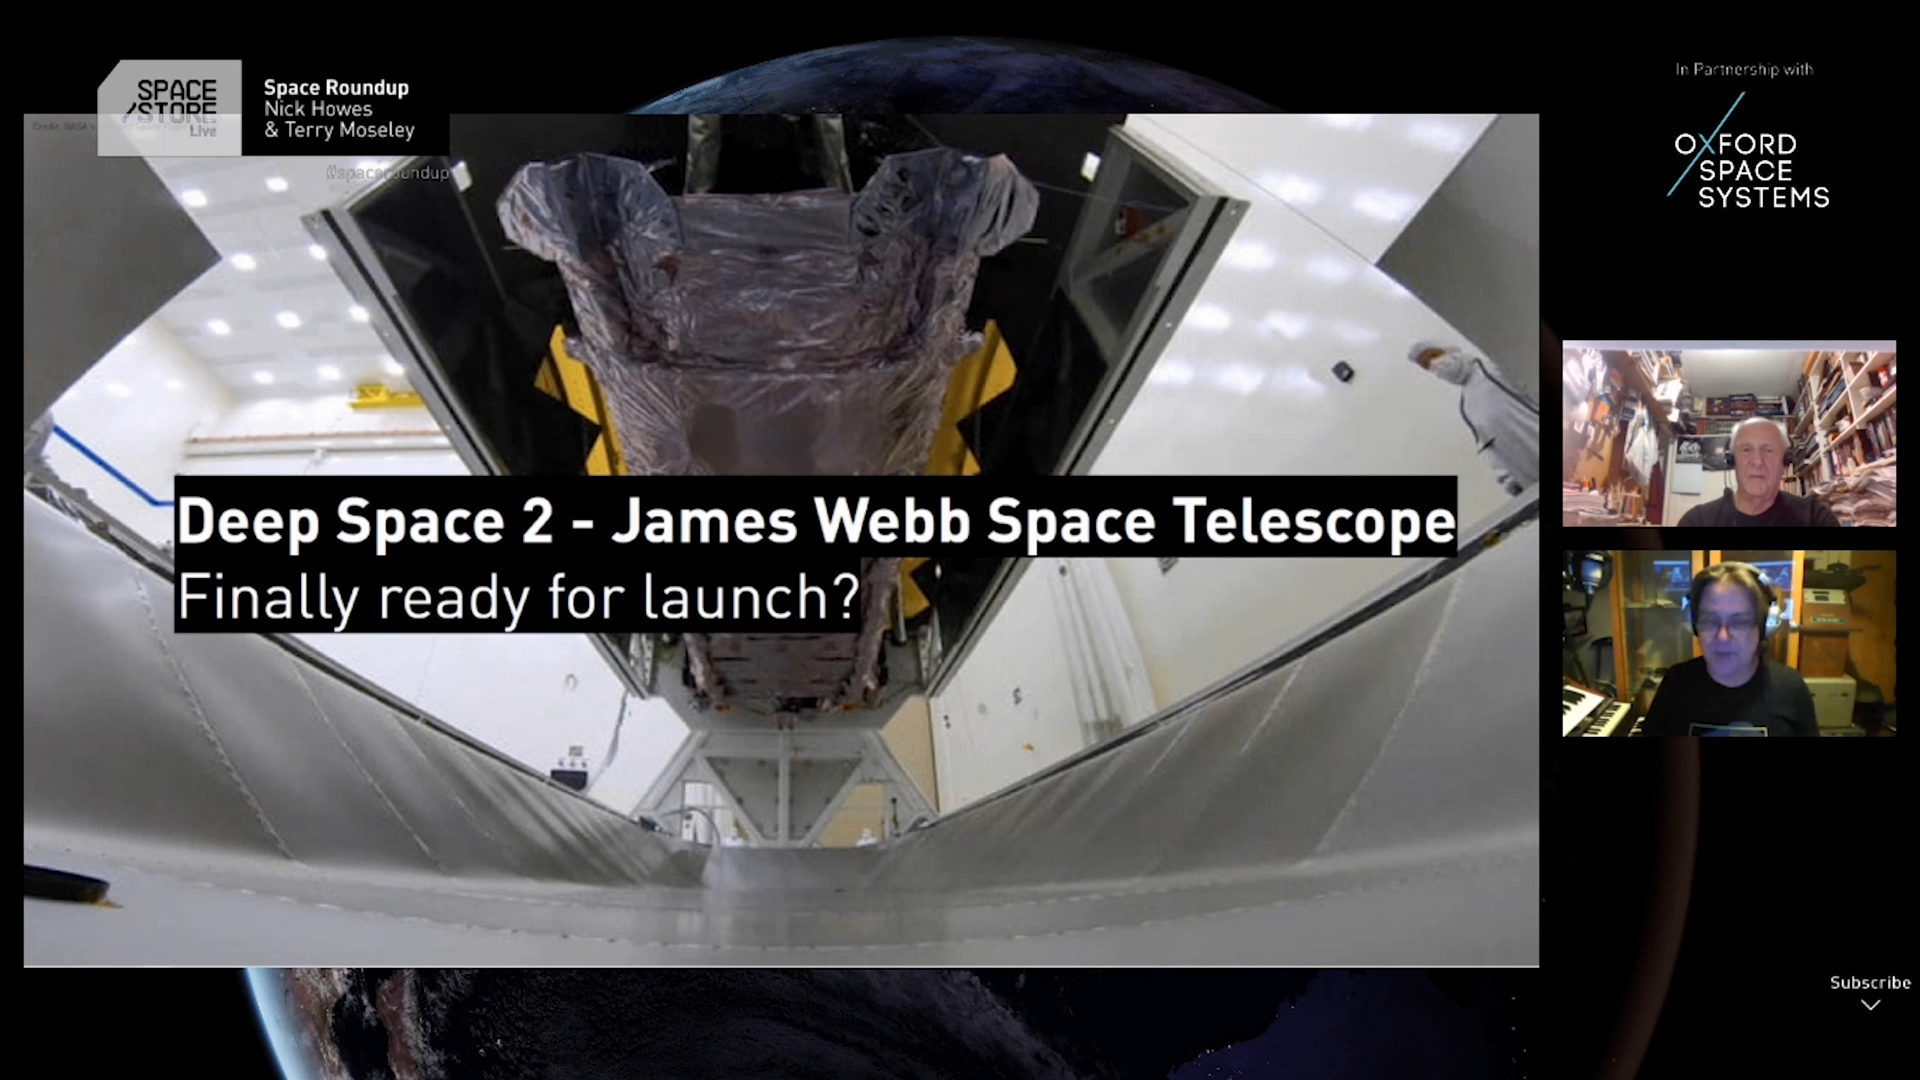 SPACE
/STORE
Live
Space Roundup
Nick Howes
& Terry Moseley
#spaceroundup
In Partnership with
OXFORD
SPACE
SYSTEMS
Deep Space 2 - James Webb Space Telescope
Finally ready for launch?
Subscribe